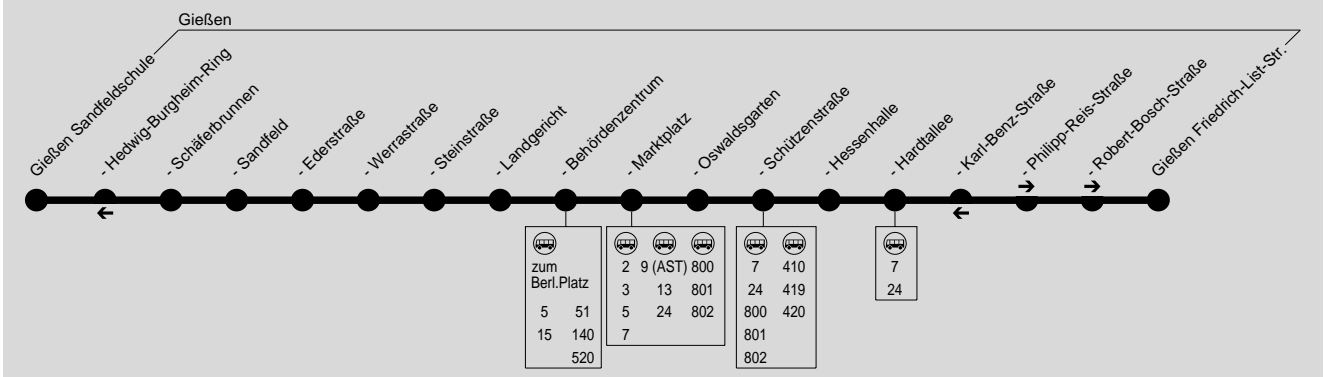 Gießen
Gießen Sandfeldschule
- Hedwig-Burgheim-Ring
- Schäferbrunnen
- Sandfeld
- Ederstraße
- Werrastraße
- Steinstraße
- Landgericht
- Behördenzentrum
- Marktplatz
- Oswaldsgarten
- Schützenstraße
- Hessenhalle
- Hardtallee
- Karl-Benz-Straße
- Philipp-Reis-Straße
- Robert-Bosch-Straße
Gießen Friedrich-List-Str.
zum
Berl.Platz
5 51
15 140
520
2 9 (AST) 800
3 13 801
5 24 802
7
7 410
24 419
800 420
801
802
7
24